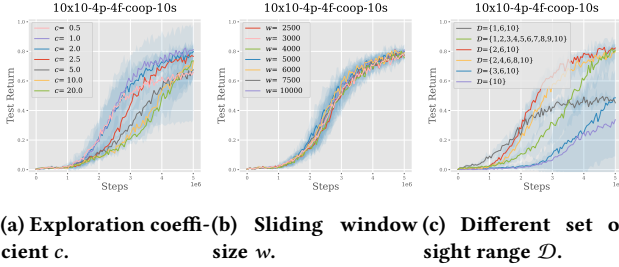 10x10-4p-4f-coop-10s
Test Return
0.8
0.6
0.4
0.2
0.0
c= 0.5
c= 1.0
c= 2.0
c= 2.5
c= 5.0
c= 10.0
c= 20.0
0 1 2 3 4 5
1e6
Steps
10x10-4p-4f-coop-10s
Test Return
0.8
0.6
0.4
0.2
0.0
w= 2500
w= 3000
w= 4000
w= 5000
w= 6000
w= 7500
w= 10000
0 1 2 3 4 5
1e6
Steps
10x10-4p-4f-coop-10s
Test Return
1.0
0.8
0.6
0.4
0.2
0.0
D={1,6,10}
D={1,2,3,4,5,6,7,8,9,10}
D={2,6,10}
D={2,4,6,8,10}
D={3,6,10}
D={10}
0 1 2 3 4 5
1e6
Steps
(a) Exploration coeffi-
cient c.
(b) Sliding window
size w.
(c) Different set o
sight range D.